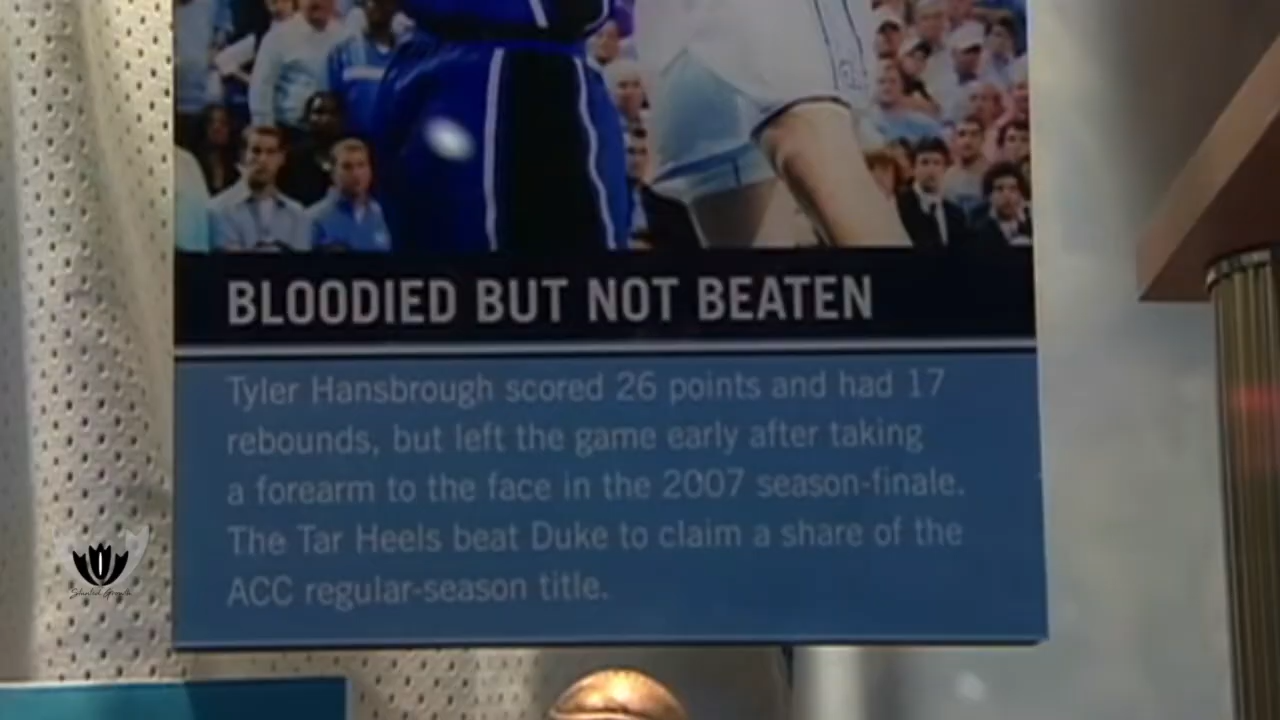 BLOODIED BUT NOT BEATEN
Tyler Hansbrough scored 26 points and had 17
rebounds, but left the game early after taking
a forearm to the face in the 2007 season-finale.
The Tar Heels beat Duke to claim a share of the
ACC regular-season title.